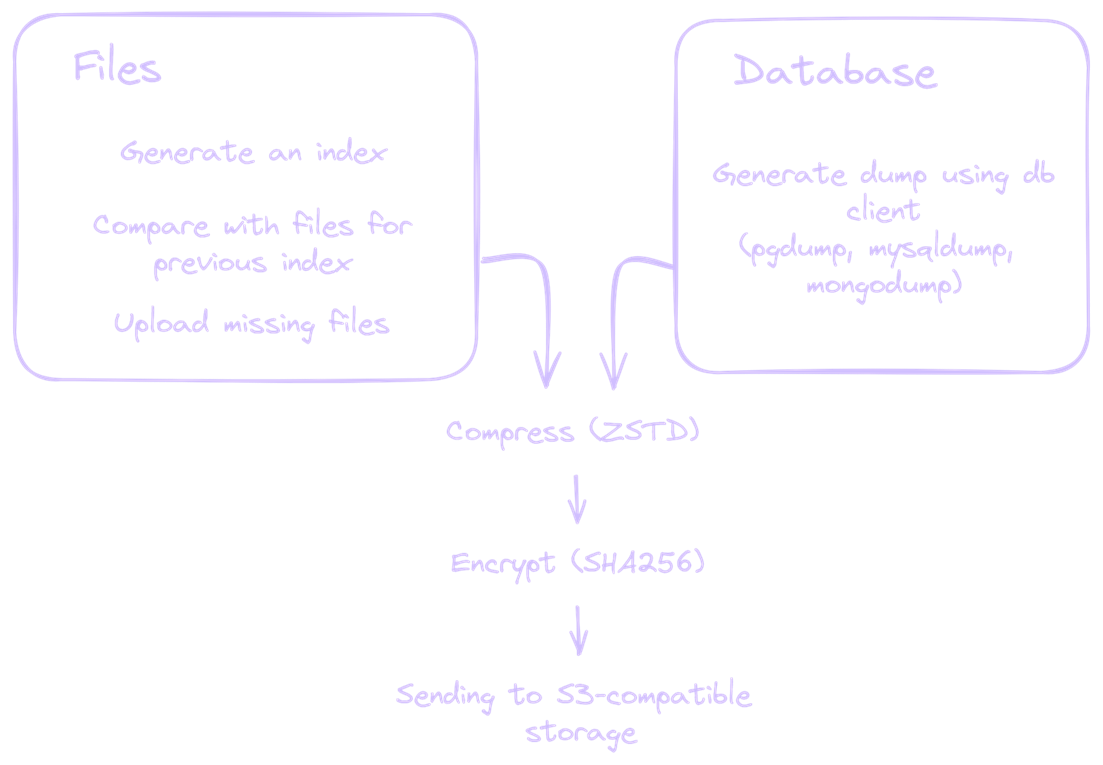 Files
Generate an index
Compare with files for
previous index
Upload missing files
Database
Generate dump using db
client
(pgdump, mysqldump,
mongodump)
Compress (ZSTD)
Encrypt (SHA256)
Sending to S3-compatible
storage